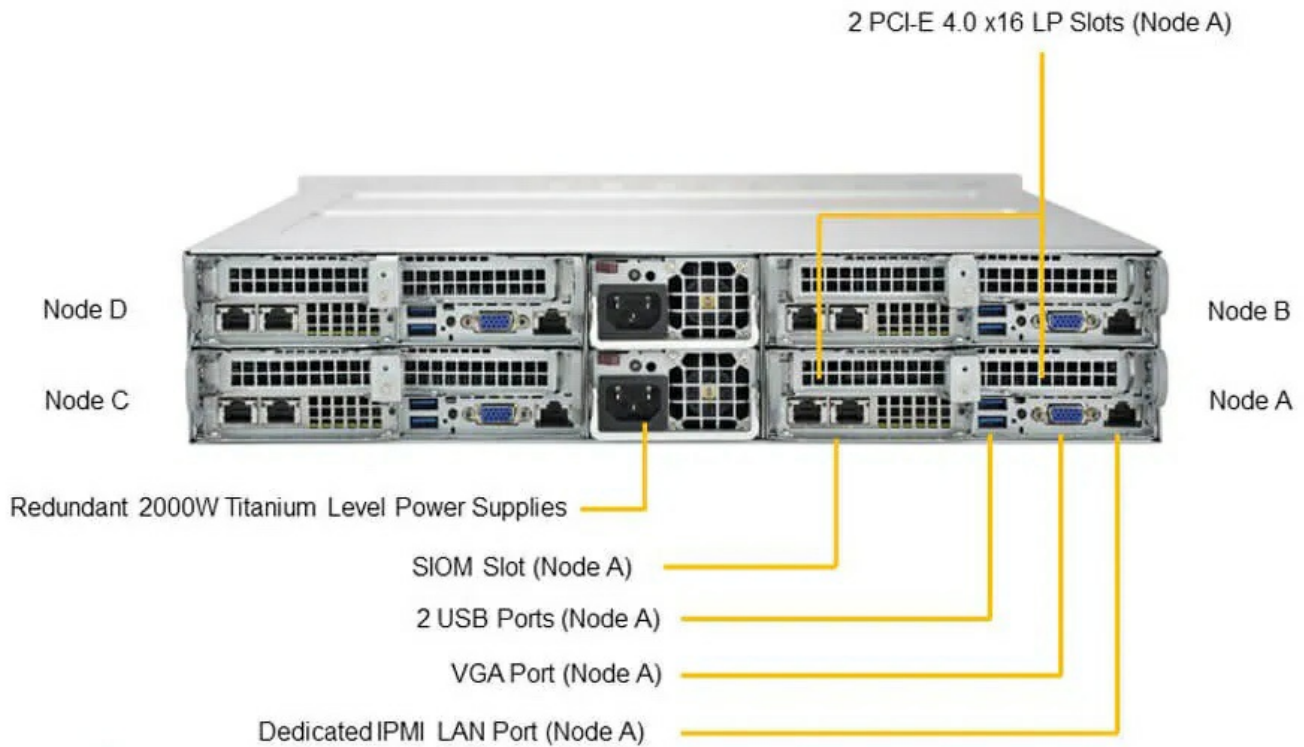 2 PCI-E 4.0 x16 LP Slots (Node A)
Node D
Node B
Node C
Node A
Redundant 2000W Titanium Level Power Supplies
SIOM Slot (Node A)
2 USB Ports (Node A)
VGA Port (Node A)
Dedicated IPMI LAN Port (Node A)